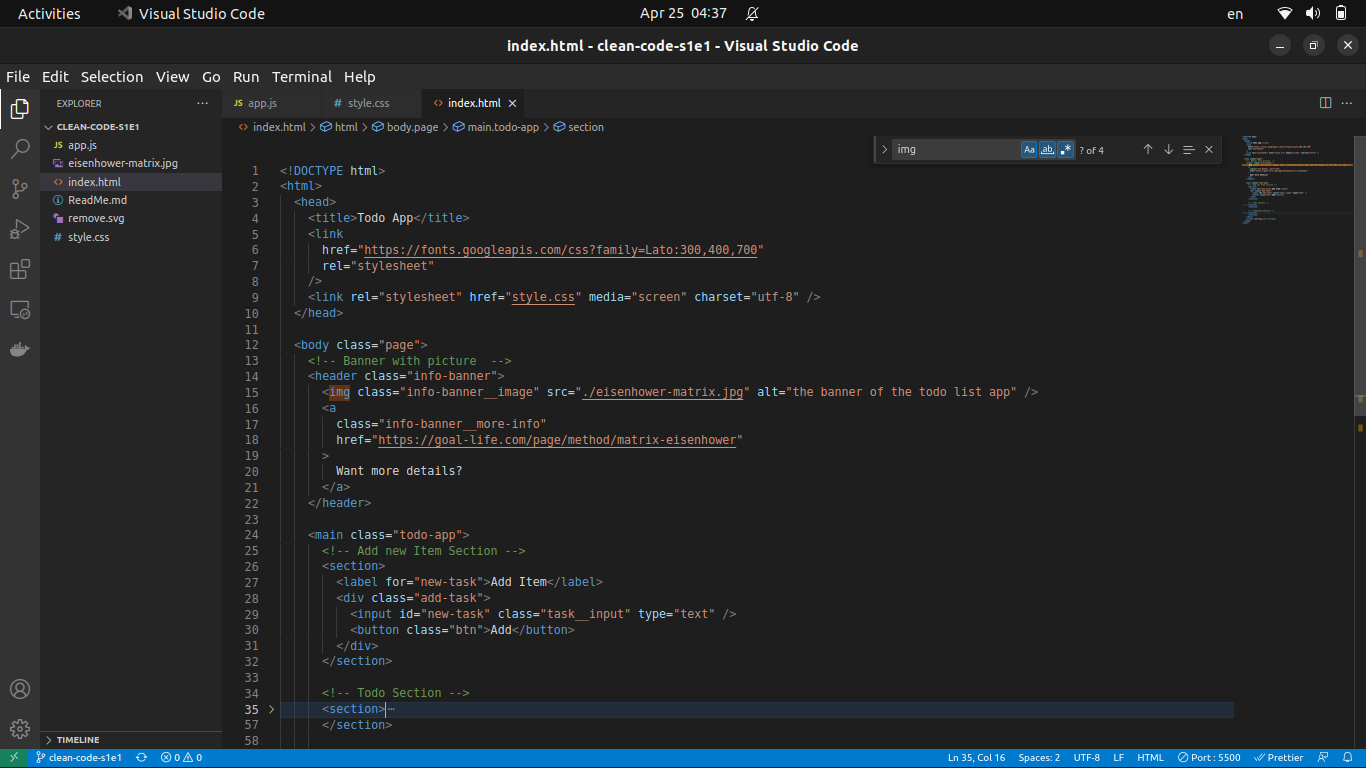 Activities Visual Studio Code Apr 25 04:37 en
index.html - clean-code-s1e1 - Visual Studio Code
File Edit Selection View Go Run Terminal Help
EXPLORER ··· JS app.js # style.css <> index.html × ···
CLEAN-CODE-S1E1
JS app.js
eisenhower-matrix.jpg
<> index.html
ReadMe.md
remove.svg
# style.css
TIMELINE
<> index.html > html > body.page > main.todo-app > section
img Aa ab .* ? of 4
1 <!DOCTYPE html>
2 <html>
3 <head>
4 <title>Todo App</title>
5 <link
6 href="https://fonts.googleapis.com/css?family=Lato:300,400,700"
7 rel="stylesheet"
8 />
9 <link rel="stylesheet" href="style.css" media="screen" charset="utf-8" />
10 </head>
11
12 <body class="page">
13 <!-- Banner with picture  -->
14 <header class="info-banner">
15 <img class="info-banner__image" src="./eisenhower-matrix.jpg" alt="the banner of the todo list app" />
16 <a
17 class="info-banner__more-info"
18 href="https://goal-life.com/page/method/matrix-eisenhower"
19 >
20 Want more details?
21 </a>
22 </header>
23
24 <main class="todo-app">
25 <!-- Add new Item Section -->
26 <section>
27 <label for="new-task">Add Item</label>
28 <div class="add-task">
29 <input id="new-task" class="task__input" type="text" />
30 <button class="btn">Add</button>
31 </div>
32 </section>
33
34 <!-- Todo Section -->
35 <section>⋯
57 </section>
58
clean-code-s1e1 0 0 Ln 35, Col 16 Spaces: 2 UTF-8 LF HTML Port : 5500 Prettier